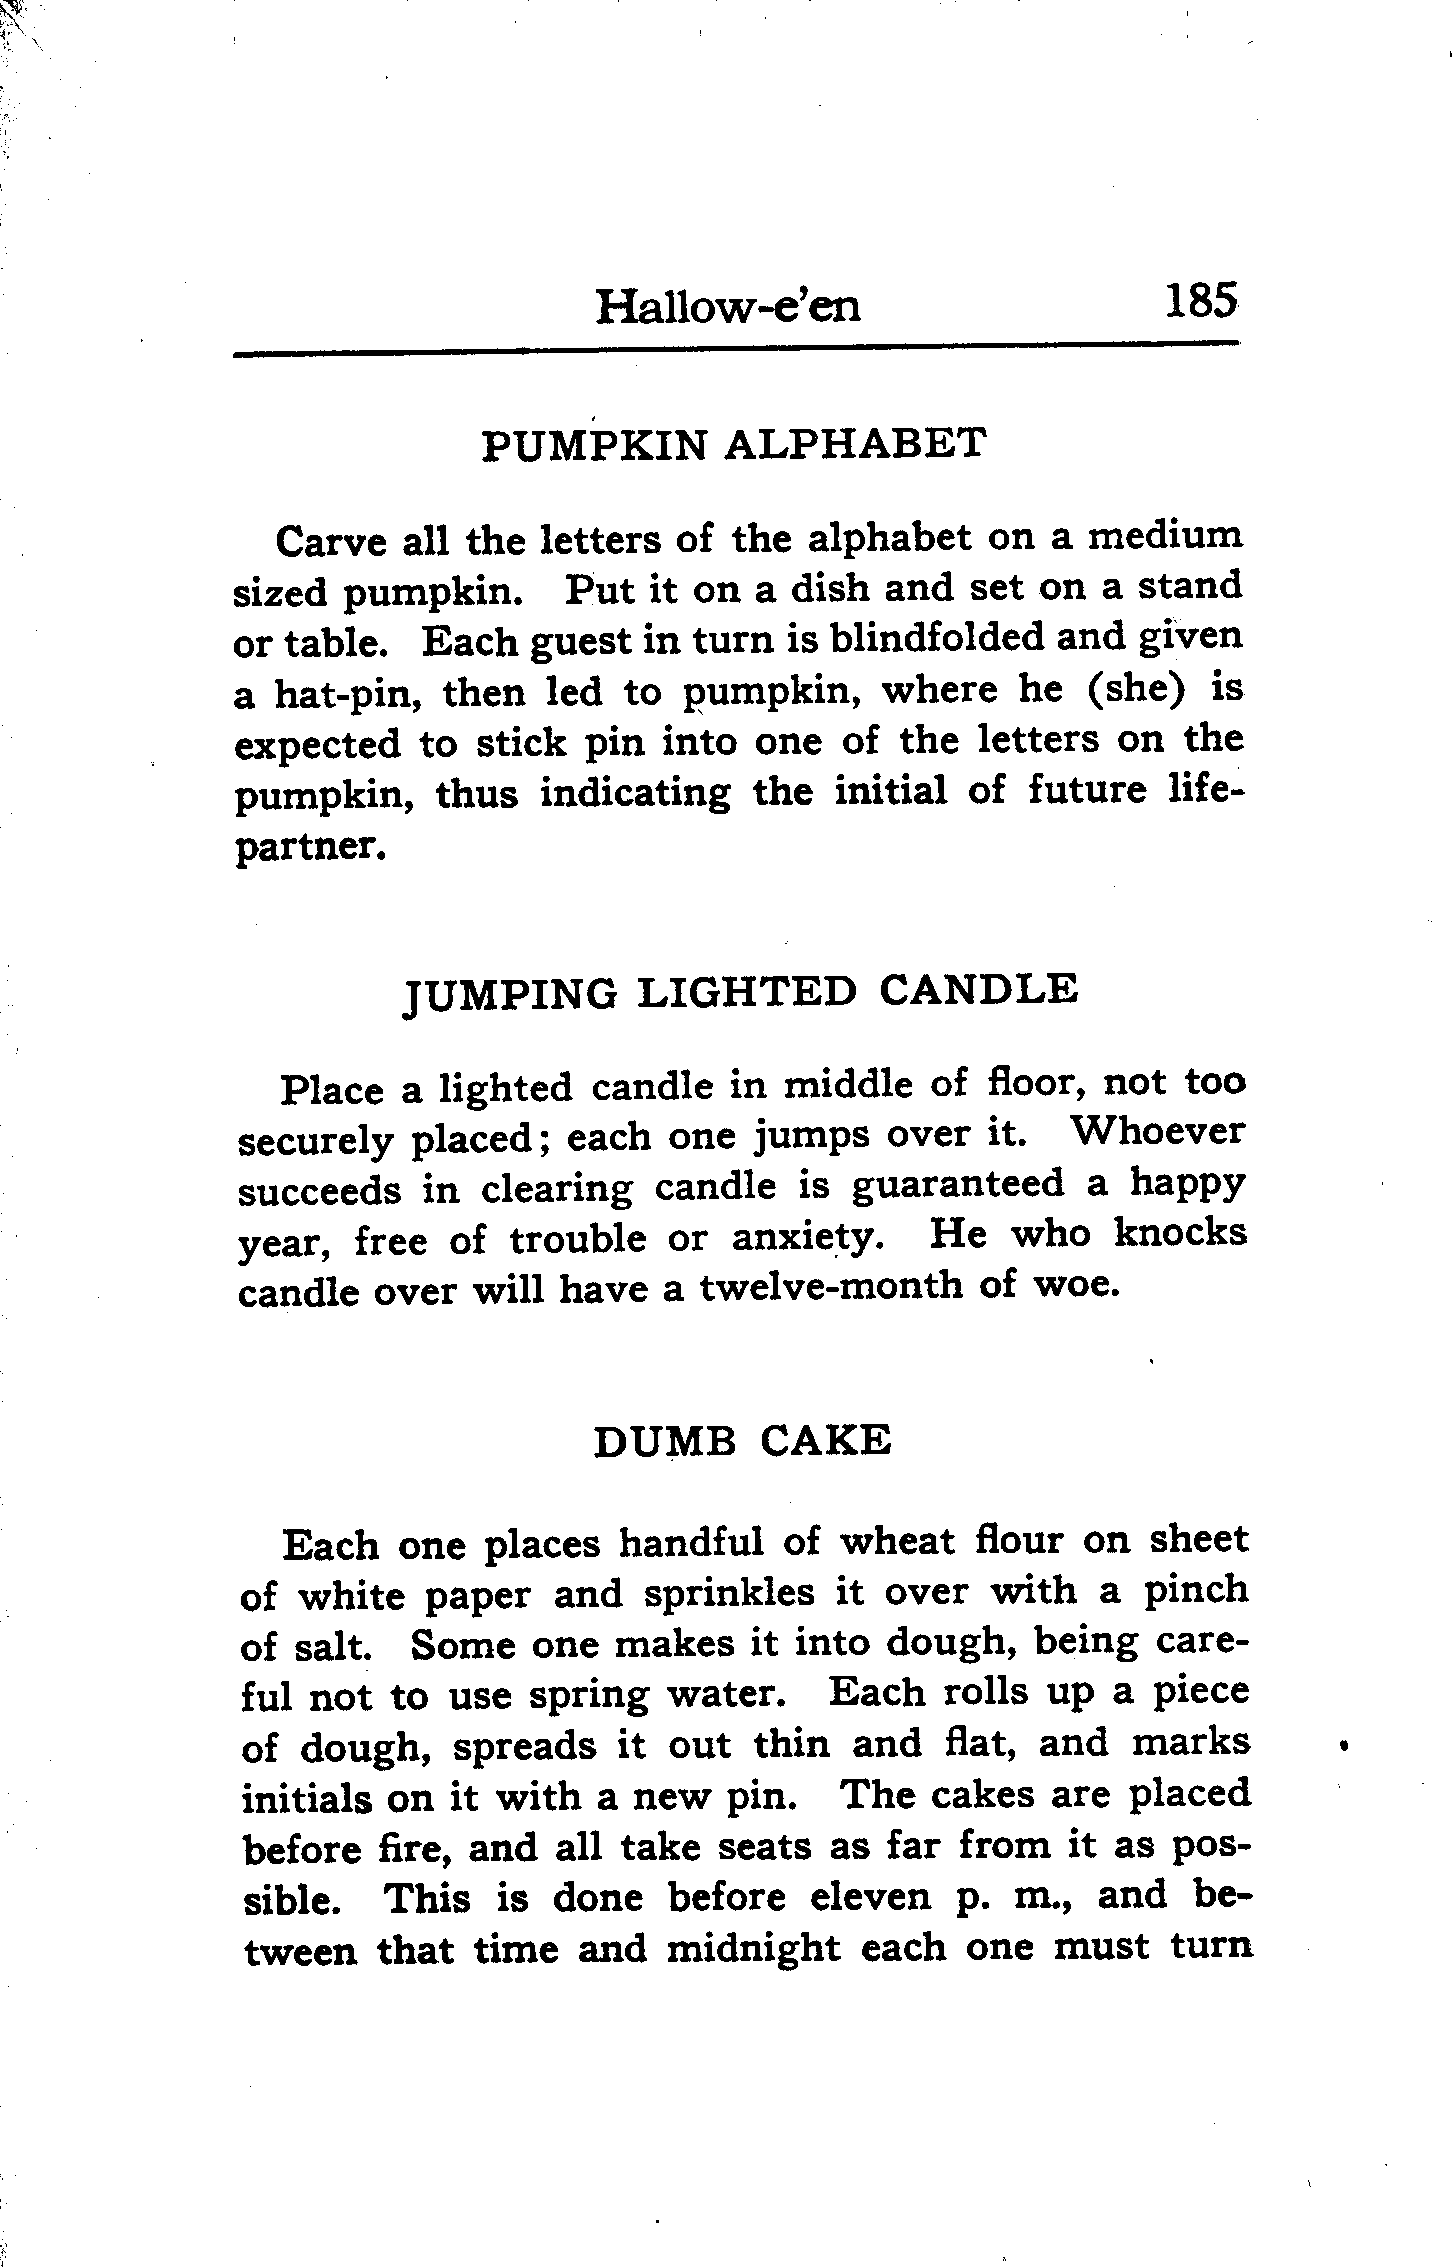 Hallow-e'en 185
PUMPKIN ALPHABET
Carve all the letters of the alphabet on a medium
sized pumpkin. Put it on a dish and set on a stand
or table. Each guest in turn is blindfolded and given
a hat-pin, then led to pumpkin, where he (she) is
expected to stick pin into one of the letters on the
pumpkin, thus indicating the initial of future life-
partner.
JUMPING LIGHTED CANDLE
Place a lighted candle in middle of floor, not too
securely placed; each one jumps over it. Whoever
succeeds in clearing candle is guaranteed a happy
year, free of trouble or anxiety. He who knocks
candle over will have a twelve-month of woe.
DUMB CAKE
Each one places handful of wheat flour on sheet
of white paper and sprinkles it over with a pinch
of salt. Some one makes it into dough, being care-
ful not to use spring water. Each rolls up a piece
of dough, spreads it out thin and flat, and marks
initials on it with a new pin. The cakes are placed
before fire, and all take seats as far from it as pos-
sible. This is done before eleven p. m., and be-
tween that time and midnight each one must turn